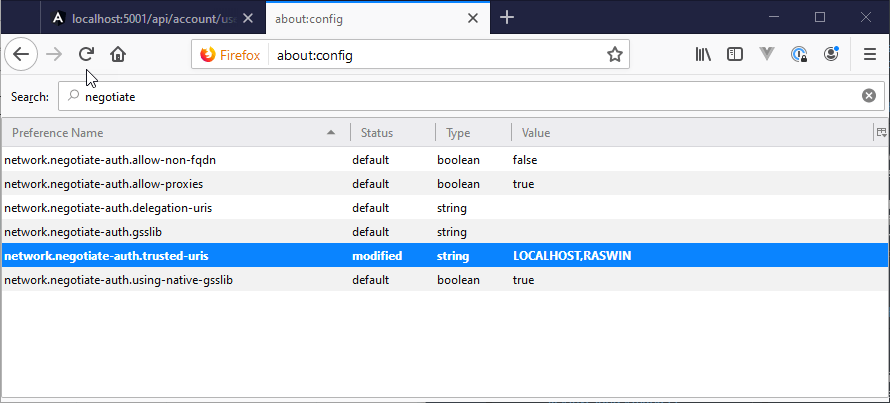 localhost:5001/api/account/use
about:config
Firefox
about:config
Search:
negotiate
Preference Name Status Type Value
network.negotiate-auth.allow-non-fqdn default boolean false
network.negotiate-auth.allow-proxies default boolean true
network.negotiate-auth.delegation-uris default string
network.negotiate-auth.gsslib default string
network.negotiate-auth.trusted-uris modified string LOCALHOST,RASWIN
network.negotiate-auth.using-native-gsslib default boolean true